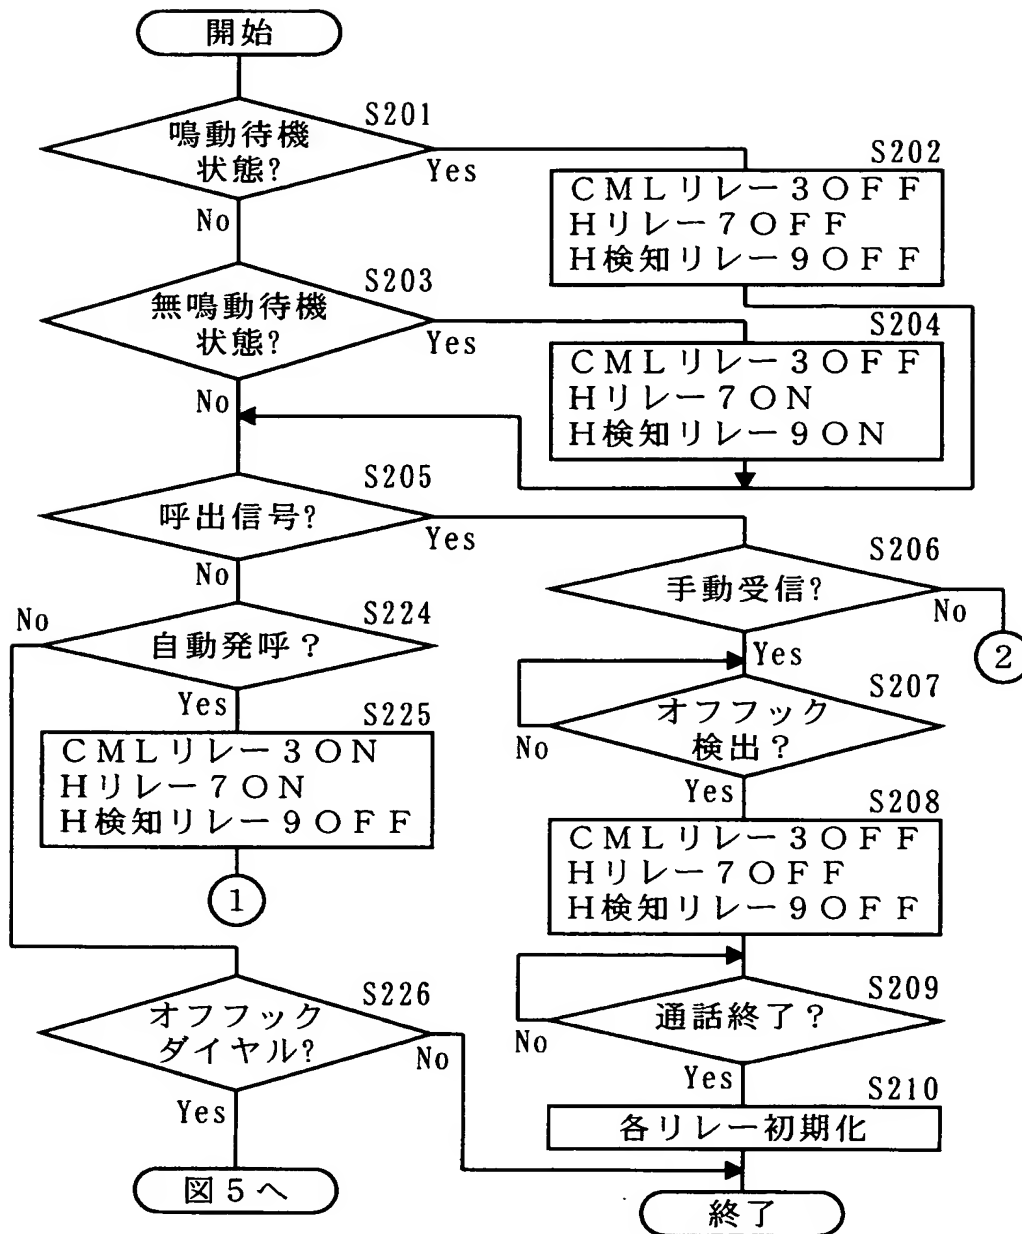 開始
S201
鳴動待機
状態?
Yes
No
S202
CMLリレー3OFF
Hリレー7OFF
H検知リレー9OFF
S203
無鳴動待機
状態?
Yes
No
S204
CMLリレー3OFF
Hリレー7ON
H検知リレー9ON
S205
呼出信号?
Yes
No
S206
手動受信?
No
Yes
2
S224
自動発呼?
No
Yes
S225
CMLリレー3ON
Hリレー7ON
H検知リレー9OFF
1
S207
オフフック
検出?
No
Yes
S208
CMLリレー3OFF
Hリレー7OFF
H検知リレー9OFF
S209
通話終了?
No
Yes
S210
各リレー初期化
S226
オフフック
ダイヤル?
No
Yes
図5へ
終了